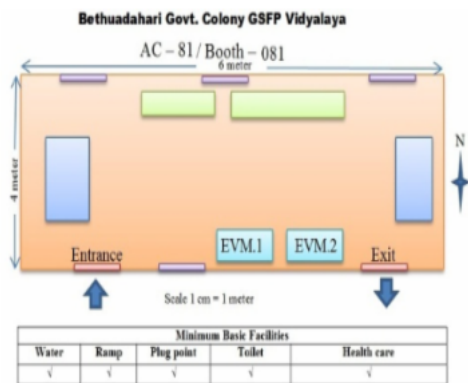 Bethuadahari Govt. Colony GSFP Vidyalaya
AC - 81/Booth -081
6 meter
4 meter
N
EVM.1 EVM.2
Entrance Exit
Scale 1 cm = 1 meter
Minimum Basic Facilities
Water Ramp Plug point Toilet Health care
√ √ √ √ √